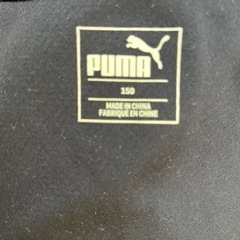 PUMA
150
MADE IN CHINA
FABRIQUÉ EN CHINE